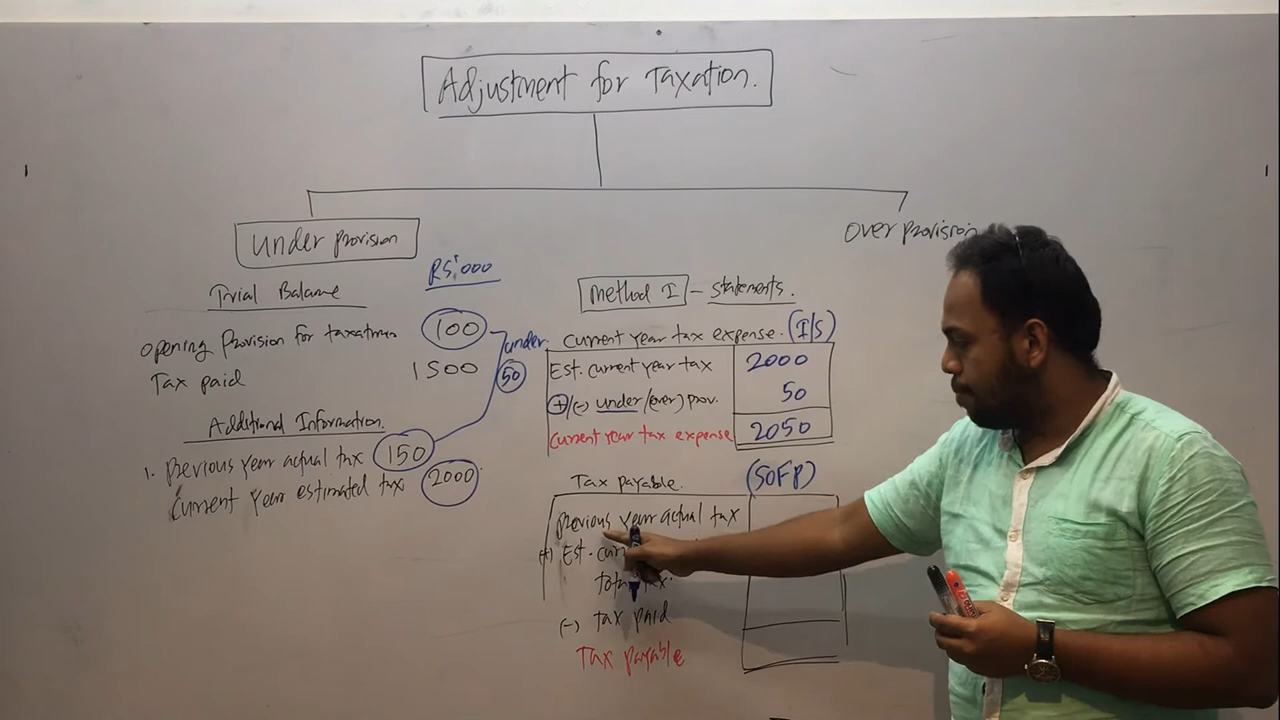 Adjustment for Taxation.
under provision
over provision
Rs:000
Trial Balance
opening provision for taxation 100
under.
50
Tax paid 1500
Additional Information.
1. previous year actual tax 150
Current year estimated tax 2000
Method I - statements.
current year tax expense. (I/S)
Est. current year tax 2000
+/(-) under/(over) prov. 50
Current year tax expense 2050
Tax payable. (SOFP)
previous year actual tax
(+) Est.
total tax.
(-) tax paid
Tax payable